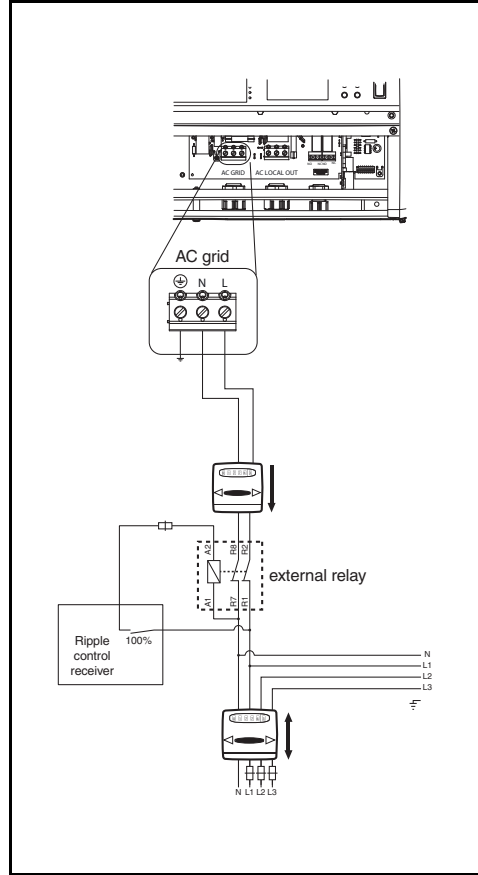 AC GRID AC LOCAL OUT
AC grid
N L
A2 R8 R2
external relay
A1 R7 R1
Ripple
control
receiver
100%
N
L1
L2
L3
N L1 L2 L3